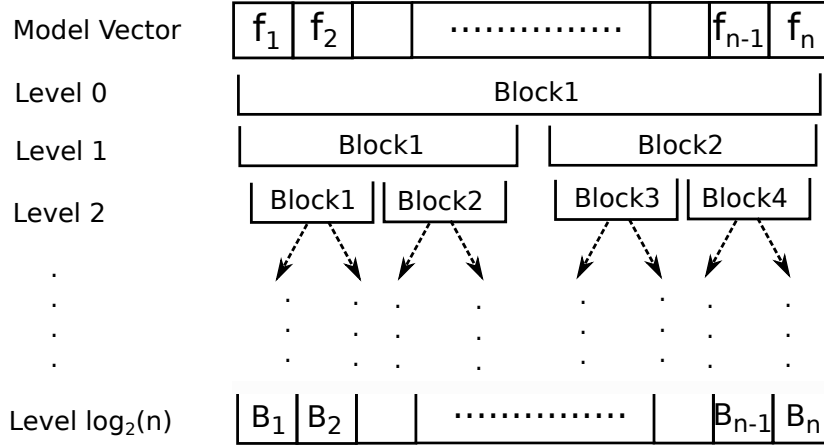 Model Vector f₁ f₂ ............... fₙ₋₁ fₙ
Level 0 Block1
Level 1 Block1 Block2
Level 2 Block1 Block2 Block3 Block4
Level log₂(n) B₁ B₂ ............... Bₙ₋₁ Bₙ